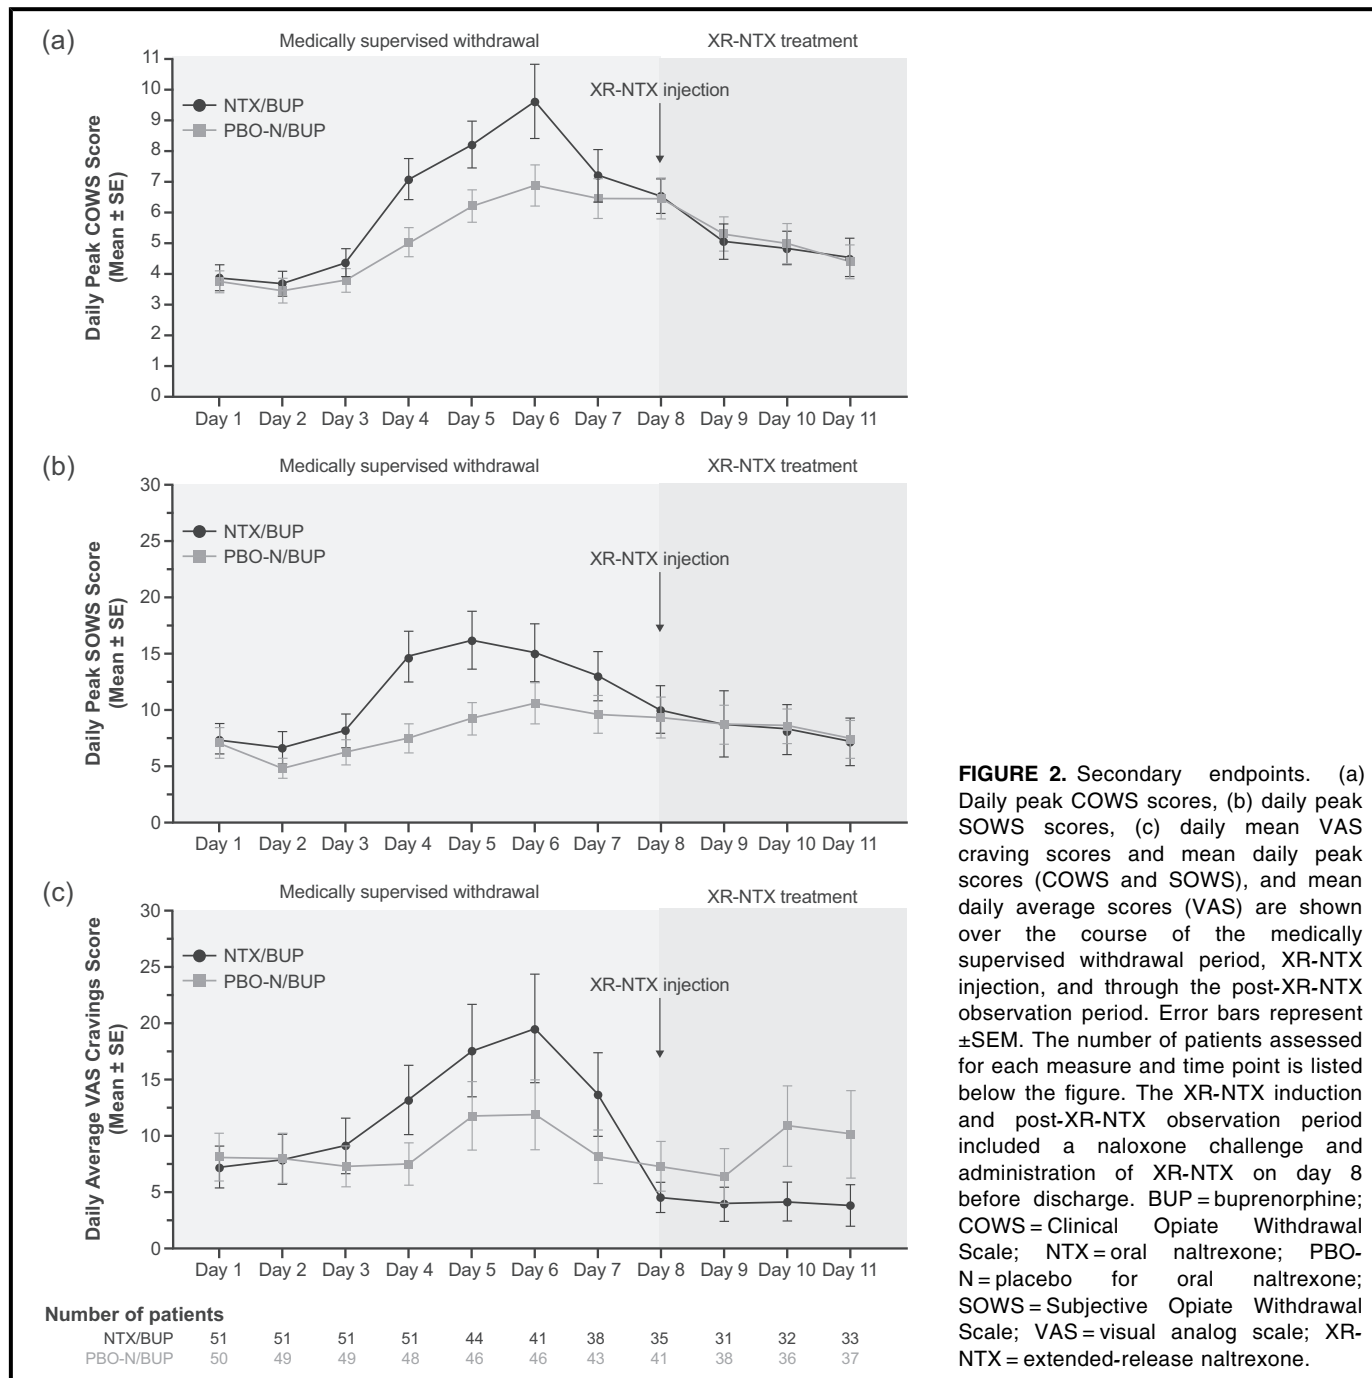 (a)
Medically supervised withdrawal
XR-NTX treatment
Daily Peak COWS Score
(Mean ± SE)
11
10
9
8
7
6
5
4
3
2
1
0
NTX/BUP
PBO-N/BUP
XR-NTX injection
Day 1 Day 2 Day 3 Day 4 Day 5 Day 6 Day 7 Day 8 Day 9 Day 10 Day 11
(b)
Medically supervised withdrawal
XR-NTX treatment
Daily Peak SOWS Score
(Mean ± SE)
30
25
20
15
10
5
0
NTX/BUP
PBO-N/BUP
XR-NTX injection
Day 1 Day 2 Day 3 Day 4 Day 5 Day 6 Day 7 Day 8 Day 9 Day 10 Day 11
(c)
Medically supervised withdrawal
XR-NTX treatment
Daily Average VAS Cravings Score
(Mean ± SE)
30
25
20
15
10
5
0
NTX/BUP
PBO-N/BUP
XR-NTX injection
Day 1 Day 2 Day 3 Day 4 Day 5 Day 6 Day 7 Day 8 Day 9 Day 10 Day 11
Number of patients
NTX/BUP 51 51 51 51 44 41 38 35 31 32 33
PBO-N/BUP 50 49 49 48 46 46 43 41 38 36 37
FIGURE 2. Secondary endpoints. (a)
Daily peak COWS scores, (b) daily peak
SOWS scores, (c) daily mean VAS
craving scores and mean daily peak
scores (COWS and SOWS), and mean
daily average scores (VAS) are shown
over the course of the medically
supervised withdrawal period, XR-NTX
injection, and through the post-XR-NTX
observation period. Error bars represent
±SEM. The number of patients assessed
for each measure and time point is listed
below the figure. The XR-NTX induction
and post-XR-NTX observation period
included a naloxone challenge and
administration of XR-NTX on day 8
before discharge. BUP = buprenorphine;
COWS = Clinical Opiate Withdrawal
Scale; NTX = oral naltrexone; PBO-
N = placebo for oral naltrexone;
SOWS = Subjective Opiate Withdrawal
Scale; VAS = visual analog scale; XR-
NTX = extended-release naltrexone.